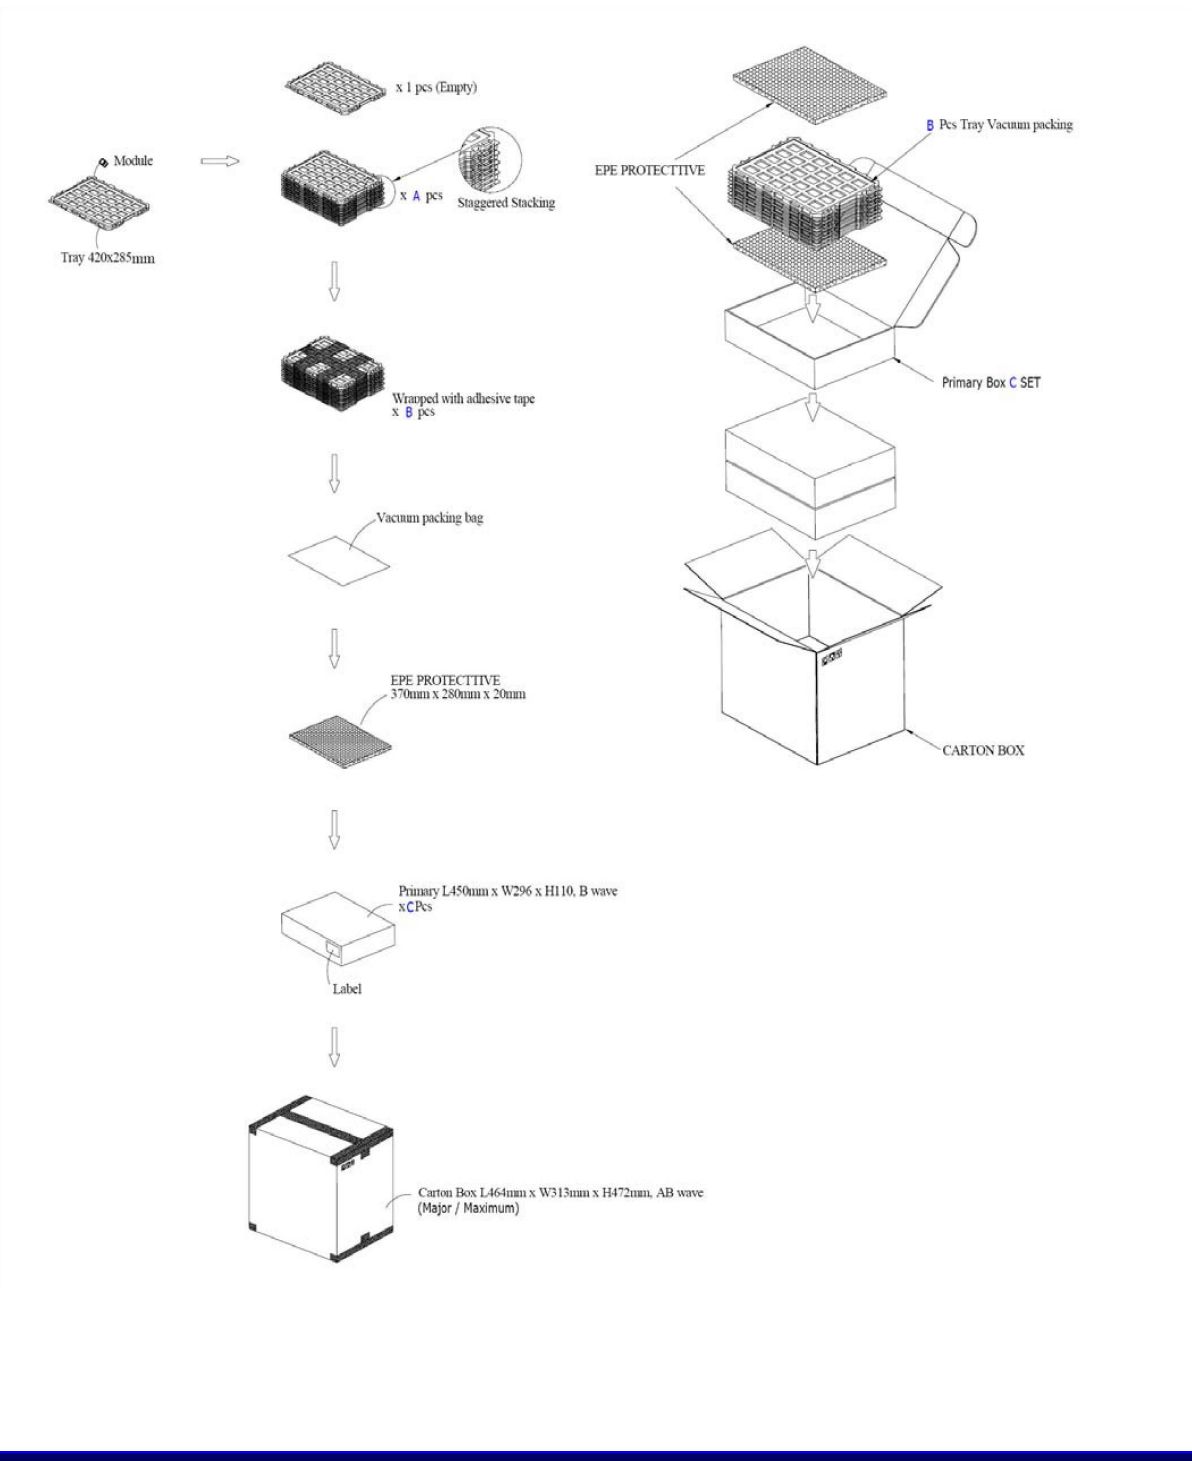 x 1 pcs (Empty)
Module
x A pcs
Staggered Stacking
Tray 420x285mm
Wrapped with adhesive tape
x B pcs
Vacuum packing bag
EPE PROTECTTIVE
370mm x 280mm x 20mm
Primary L450mm x W296 x H110, B wave
xCPcs
Label
Carton Box L464mm x W313mm x H472mm, AB wave
(Major / Maximum)
B Pcs Tray Vacuum packing
EPE PROTECTTIVE
Primary Box C SET
CARTON BOX